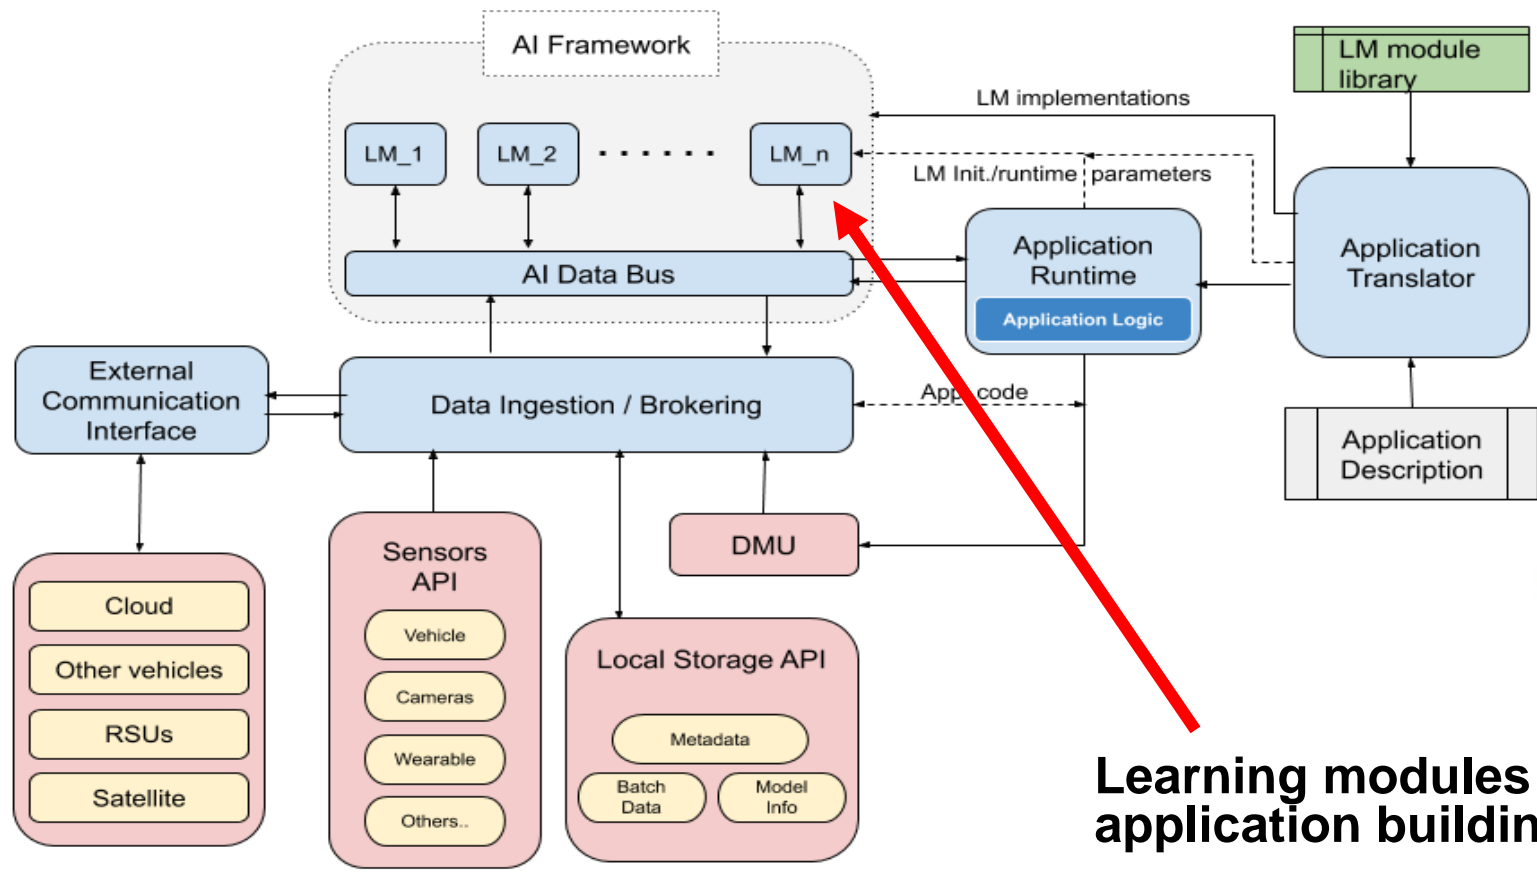 AI Framework
LM module
library
LM implementations
LM_1
LM_2
......
LM_n
LM Init./runtime parameters
Application
Runtime
Application Logic
Application
Translator
AI Data Bus
External
Communication
Interface
Data Ingestion / Brokering
App. code
Application
Description
DMU
Sensors
API
Vehicle
Cameras
Wearable
Others..
Cloud
Other vehicles
RSUs
Satellite
Local Storage API
Metadata
Batch
Data
Model
Info
Learning modules
application buildin